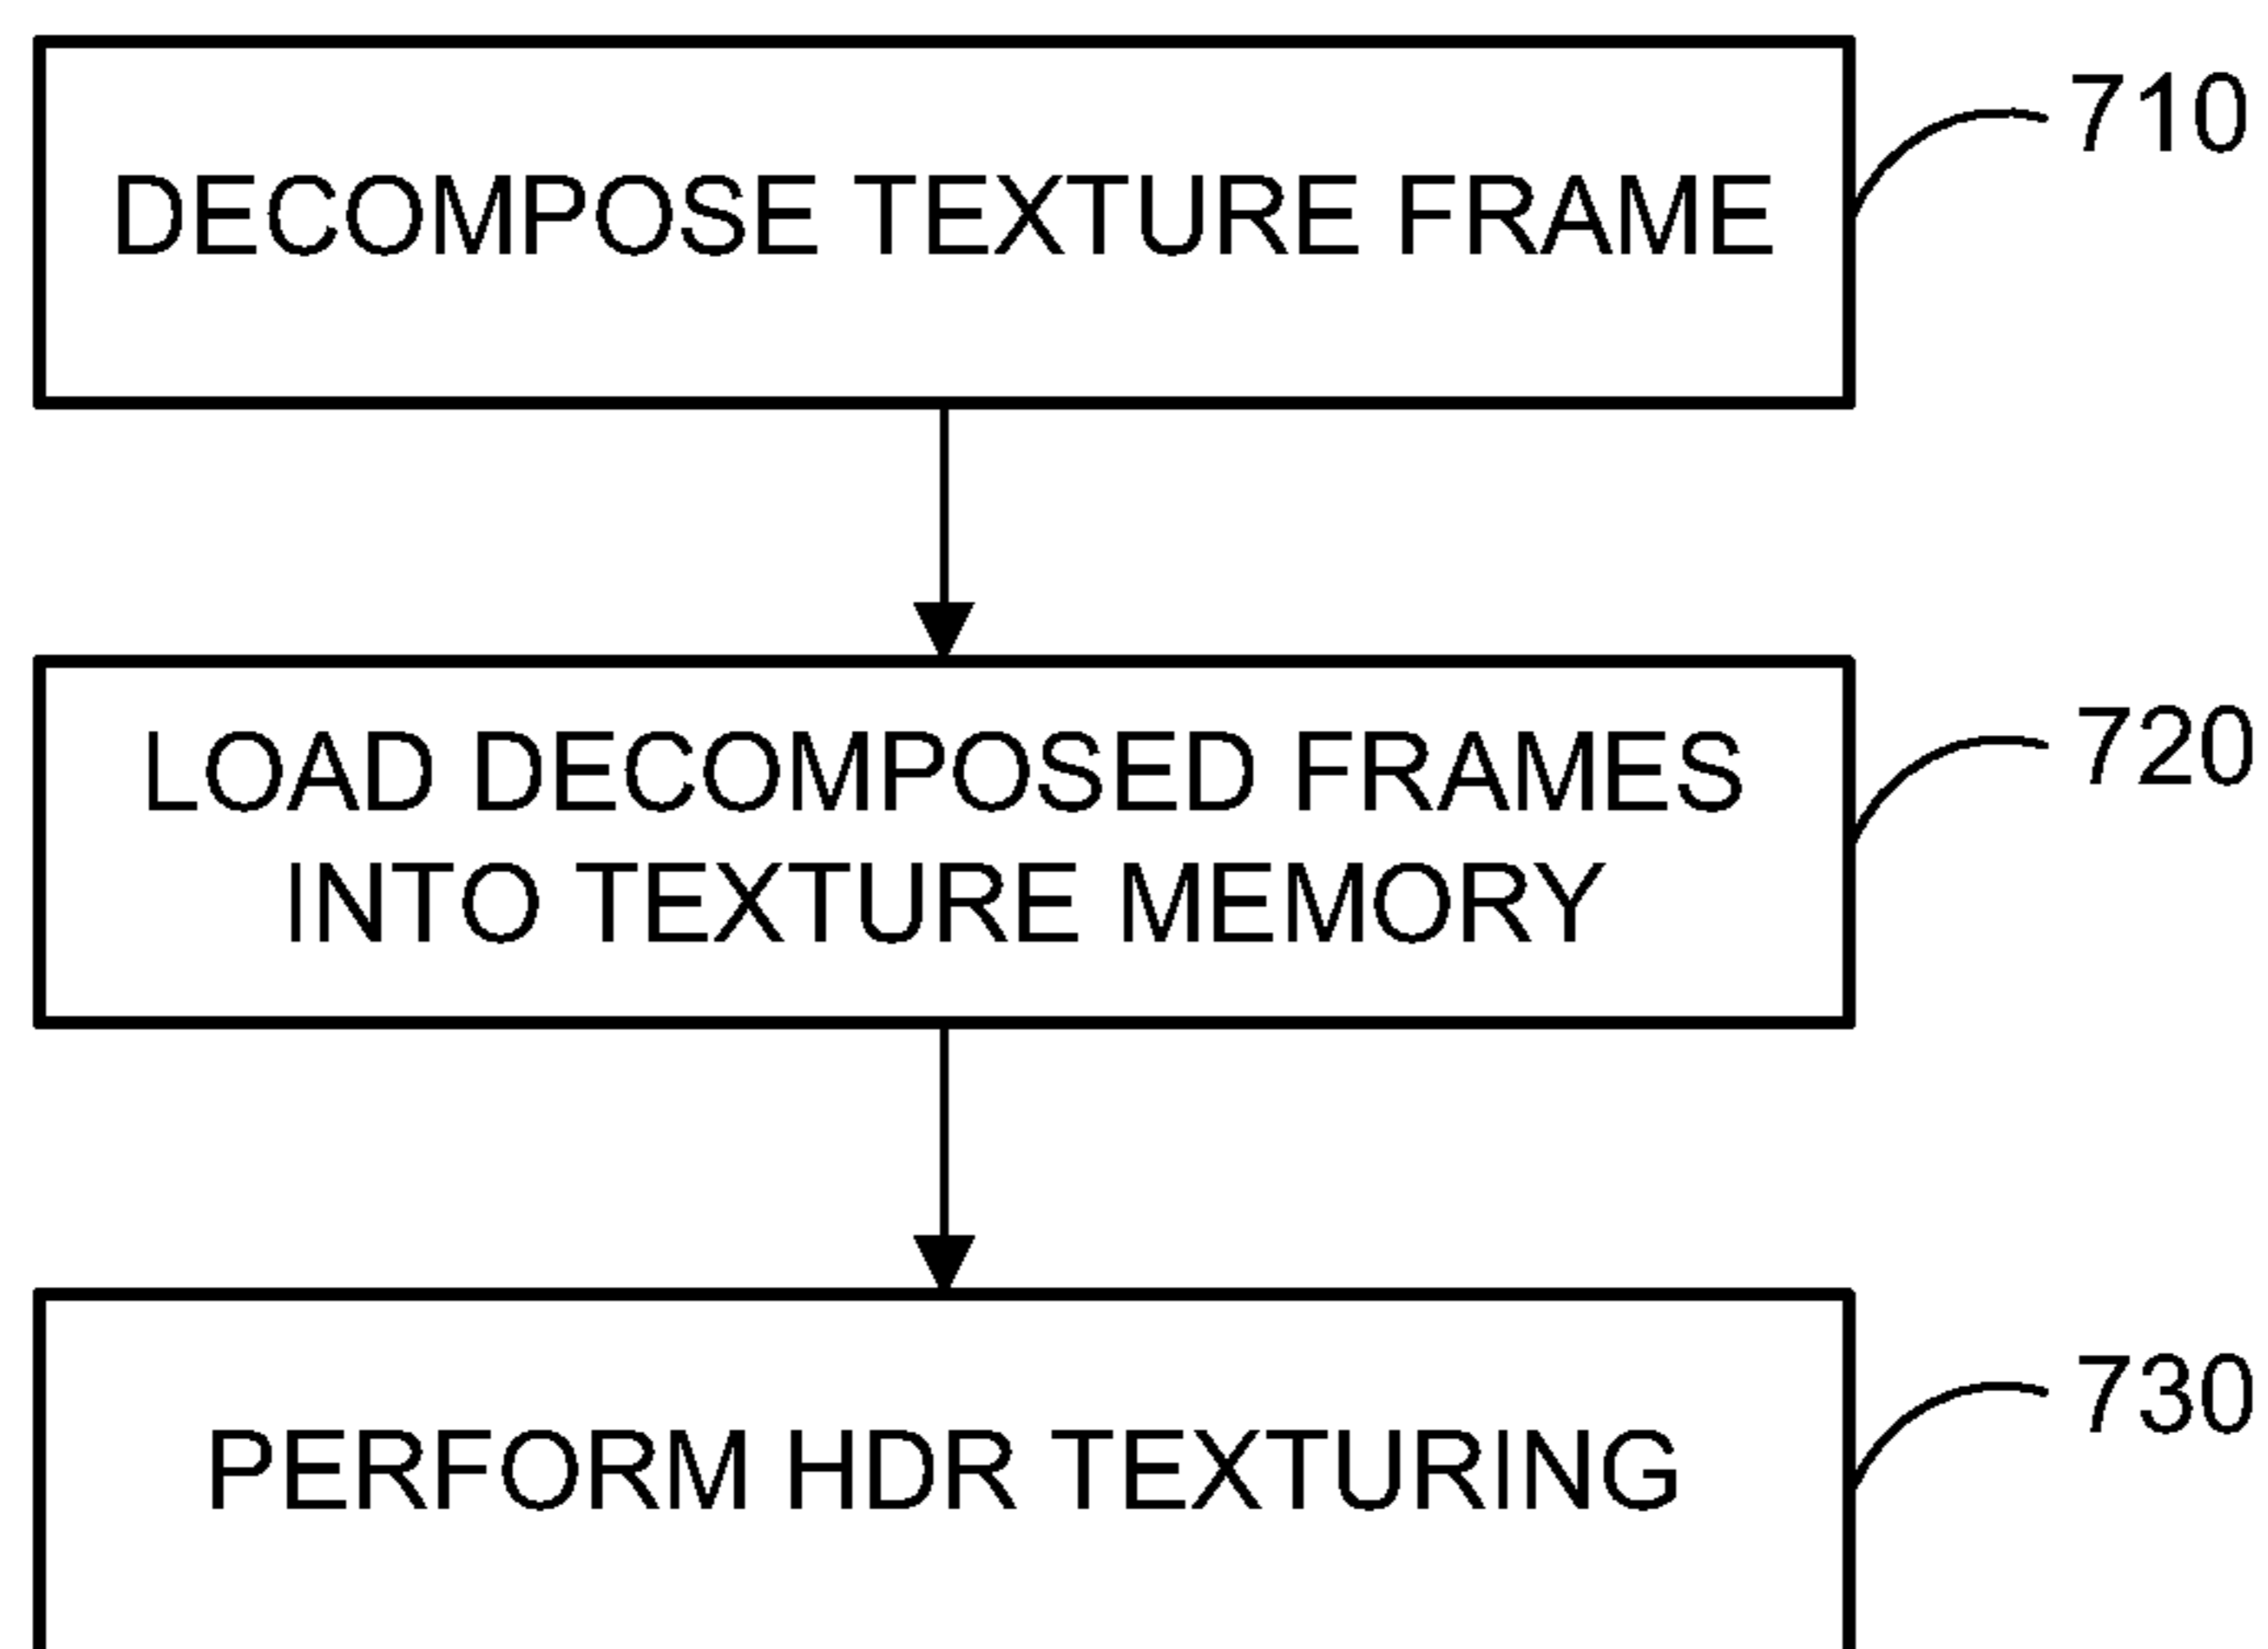 710
DECOMPOSE TEXTURE FRAME
720
LOAD DECOMPOSED FRAMES
INTO TEXTURE MEMORY
730
PERFORM HDR TEXTURING